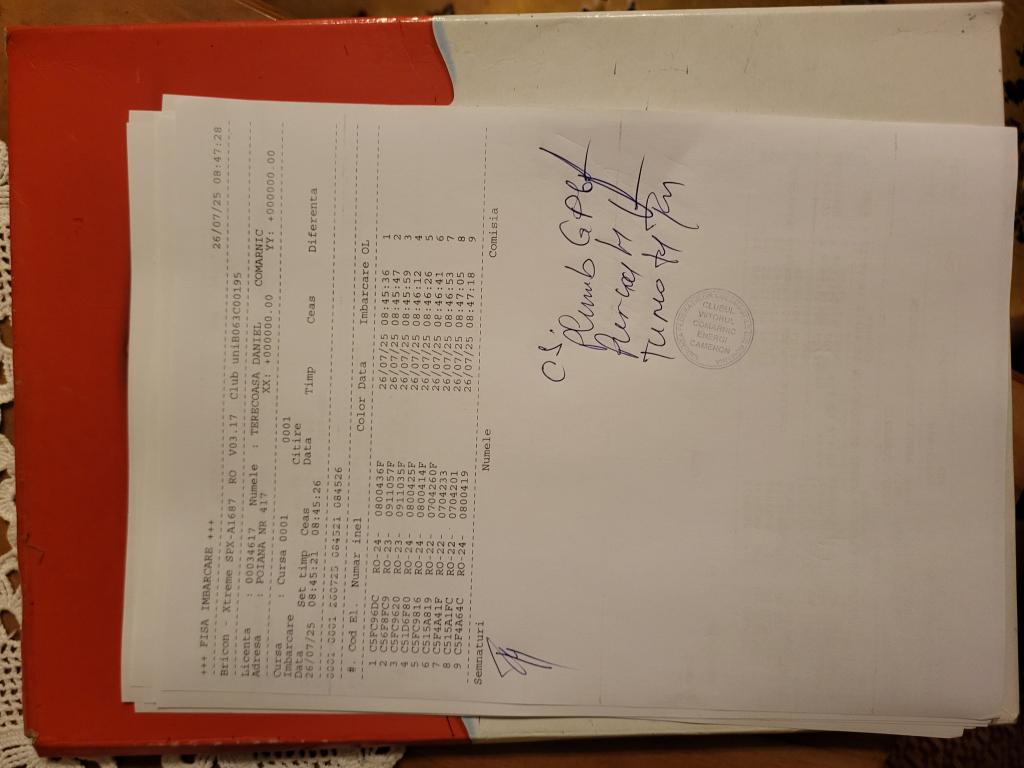 +++ FISA IMBARCARE +++ 26/07/25 08:47:28
Bricon Xtreme SPX-A1687 RO V03.17 Club uniB063C00195
Licenta : 00034617 Numele : TERECOASA DANIEL COMARNIC
Adresa : POIANA NR 417 XX: +000000.00 YY: +000000.00
Cursa : Cursa 0001 0001
Imbarcare Citire
Data Set timp Ceas Data Timp Ceas Diferenta
26/07/25 08:45:21 08:45:26
0001 0001 260725 084521 084526
#. Cod El. Numar inel Color Data Imbarcare OL
1 C5FC96DC RO-24- 0800436F 26/07/25 08:45:36 1
2 C56F8FC9 RO-23- 0911057F 26/07/25 08:45:47 2
3 C5FC9620 RO-23- 0911035F 26/07/25 08:45:59 3
4 C51D6F80 RO-24- 0800425F 26/07/25 08:46:12 4
5 C5FC9816 RO-24- 0800414F 26/07/25 08:46:26 5
6 C515A819 RO-22- 0704260F 26/07/25 08:46:41 6
7 C5F4A41F RO-22- 0704233 26/07/25 08:46:53 7
8 C515A1FC RO-22- 0704201 26/07/25 08:47:05 8
9 C5F4A64C RO-24- 0800419 26/07/25 08:47:18 9
Semnaturi Numele Comisia
CLUBUL
VIITORUL
COMARNIC
ENERGI
CAMERON